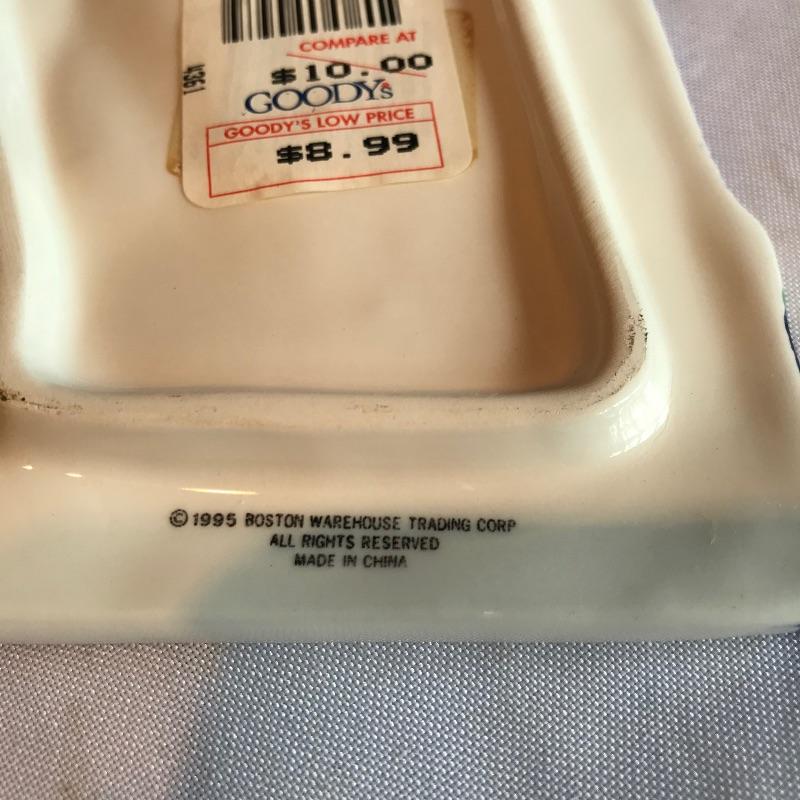 COMPARE AT
$10.00
4361
GOODY's
GOODY'S LOW PRICE
$8.99
© 1995 BOSTON WAREHOUSE TRADING CORP
ALL RIGHTS RESERVED
MADE IN CHINA